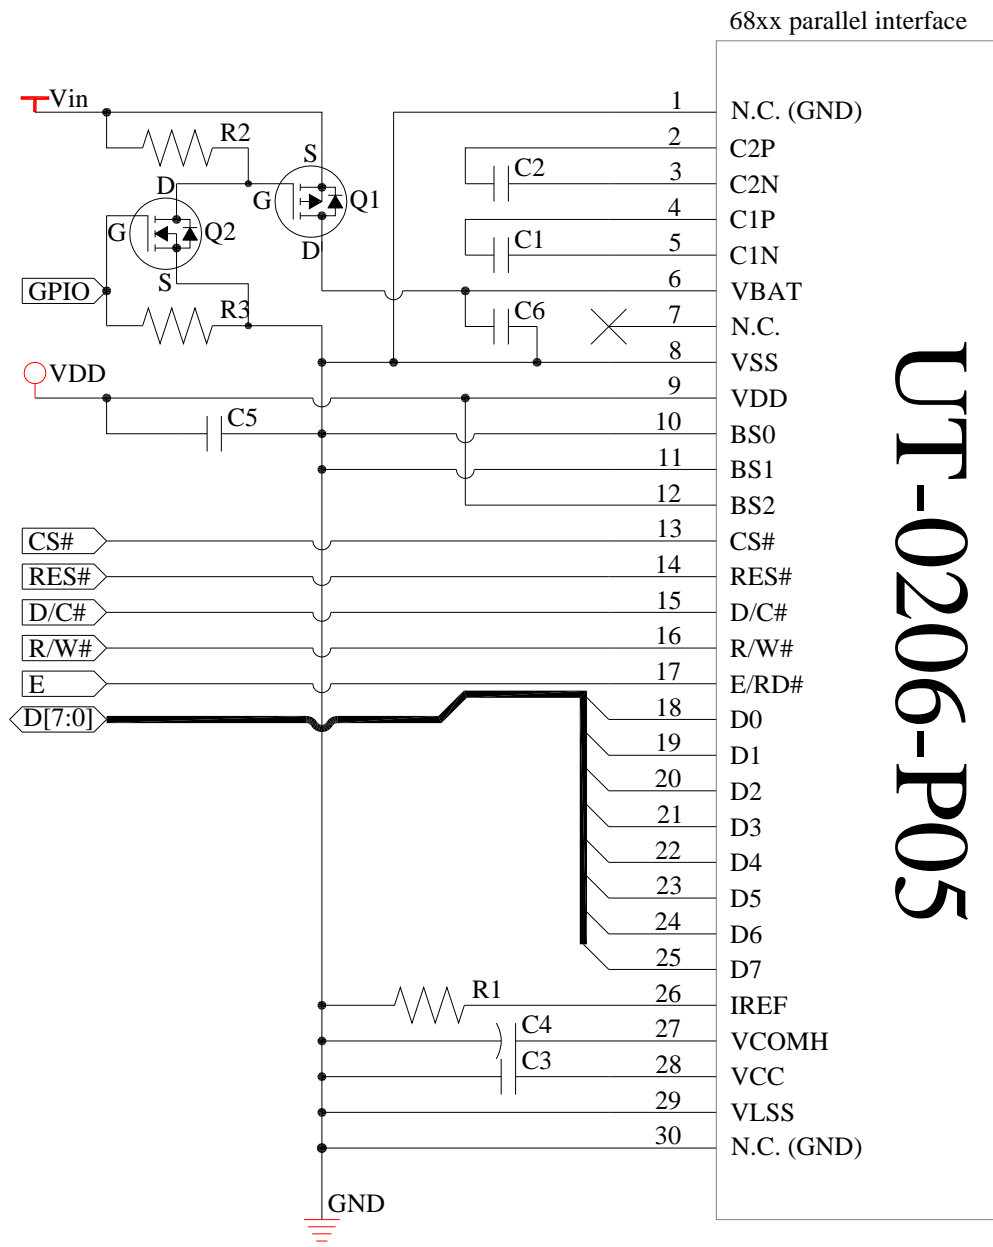 68xx parallel interface
Vin
R2
S
D
G
Q1
G
Q2
D
S
GPIO
R3
VDD
C5
C2
C1
C6
CS#
RES#
D/C#
R/W#
E
D[7:0]
R1
C4
C3
GND
1 N.C. (GND)
2 C2P
3 C2N
4 C1P
5 C1N
6 VBAT
7 N.C.
8 VSS
9 VDD
10 BS0
11 BS1
12 BS2
13 CS#
14 RES#
15 D/C#
16 R/W#
17 E/RD#
18 D0
19 D1
20 D2
21 D3
22 D4
23 D5
24 D6
25 D7
26 IREF
27 VCOMH
28 VCC
29 VLSS
30 N.C. (GND)
UT-0206-P05